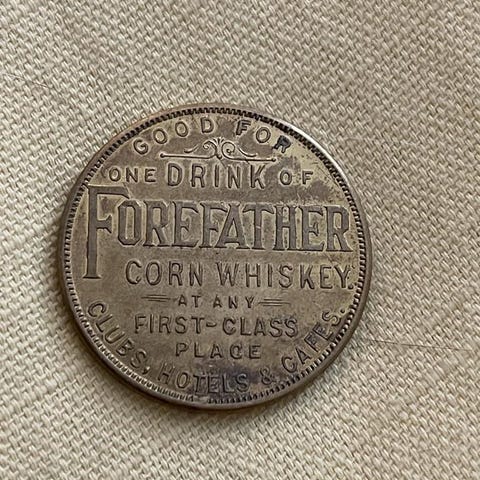 GOOD FOR
ONE DRINK OF
FOREFATHER
CORN WHISKEY.
AT ANY
FIRST-CLASS
PLACE
CLUBS, HOTELS & CAFES.